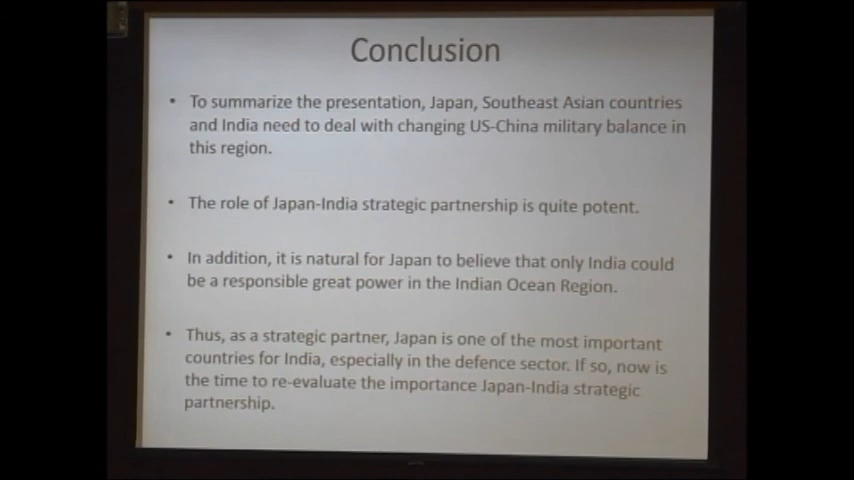 Conclusion
• To summarize the presentation, Japan, Southeast Asian countries
and India need to deal with changing US-China military balance in
this region.
• The role of Japan-India strategic partnership is quite potent.
• In addition, it is natural for Japan to believe that only India could
be a responsible great power in the Indian Ocean Region.
• Thus, as a strategic partner, Japan is one of the most important
countries for India, especially in the defence sector. If so, now is
the time to re-evaluate the importance Japan-India strategic
partnership.